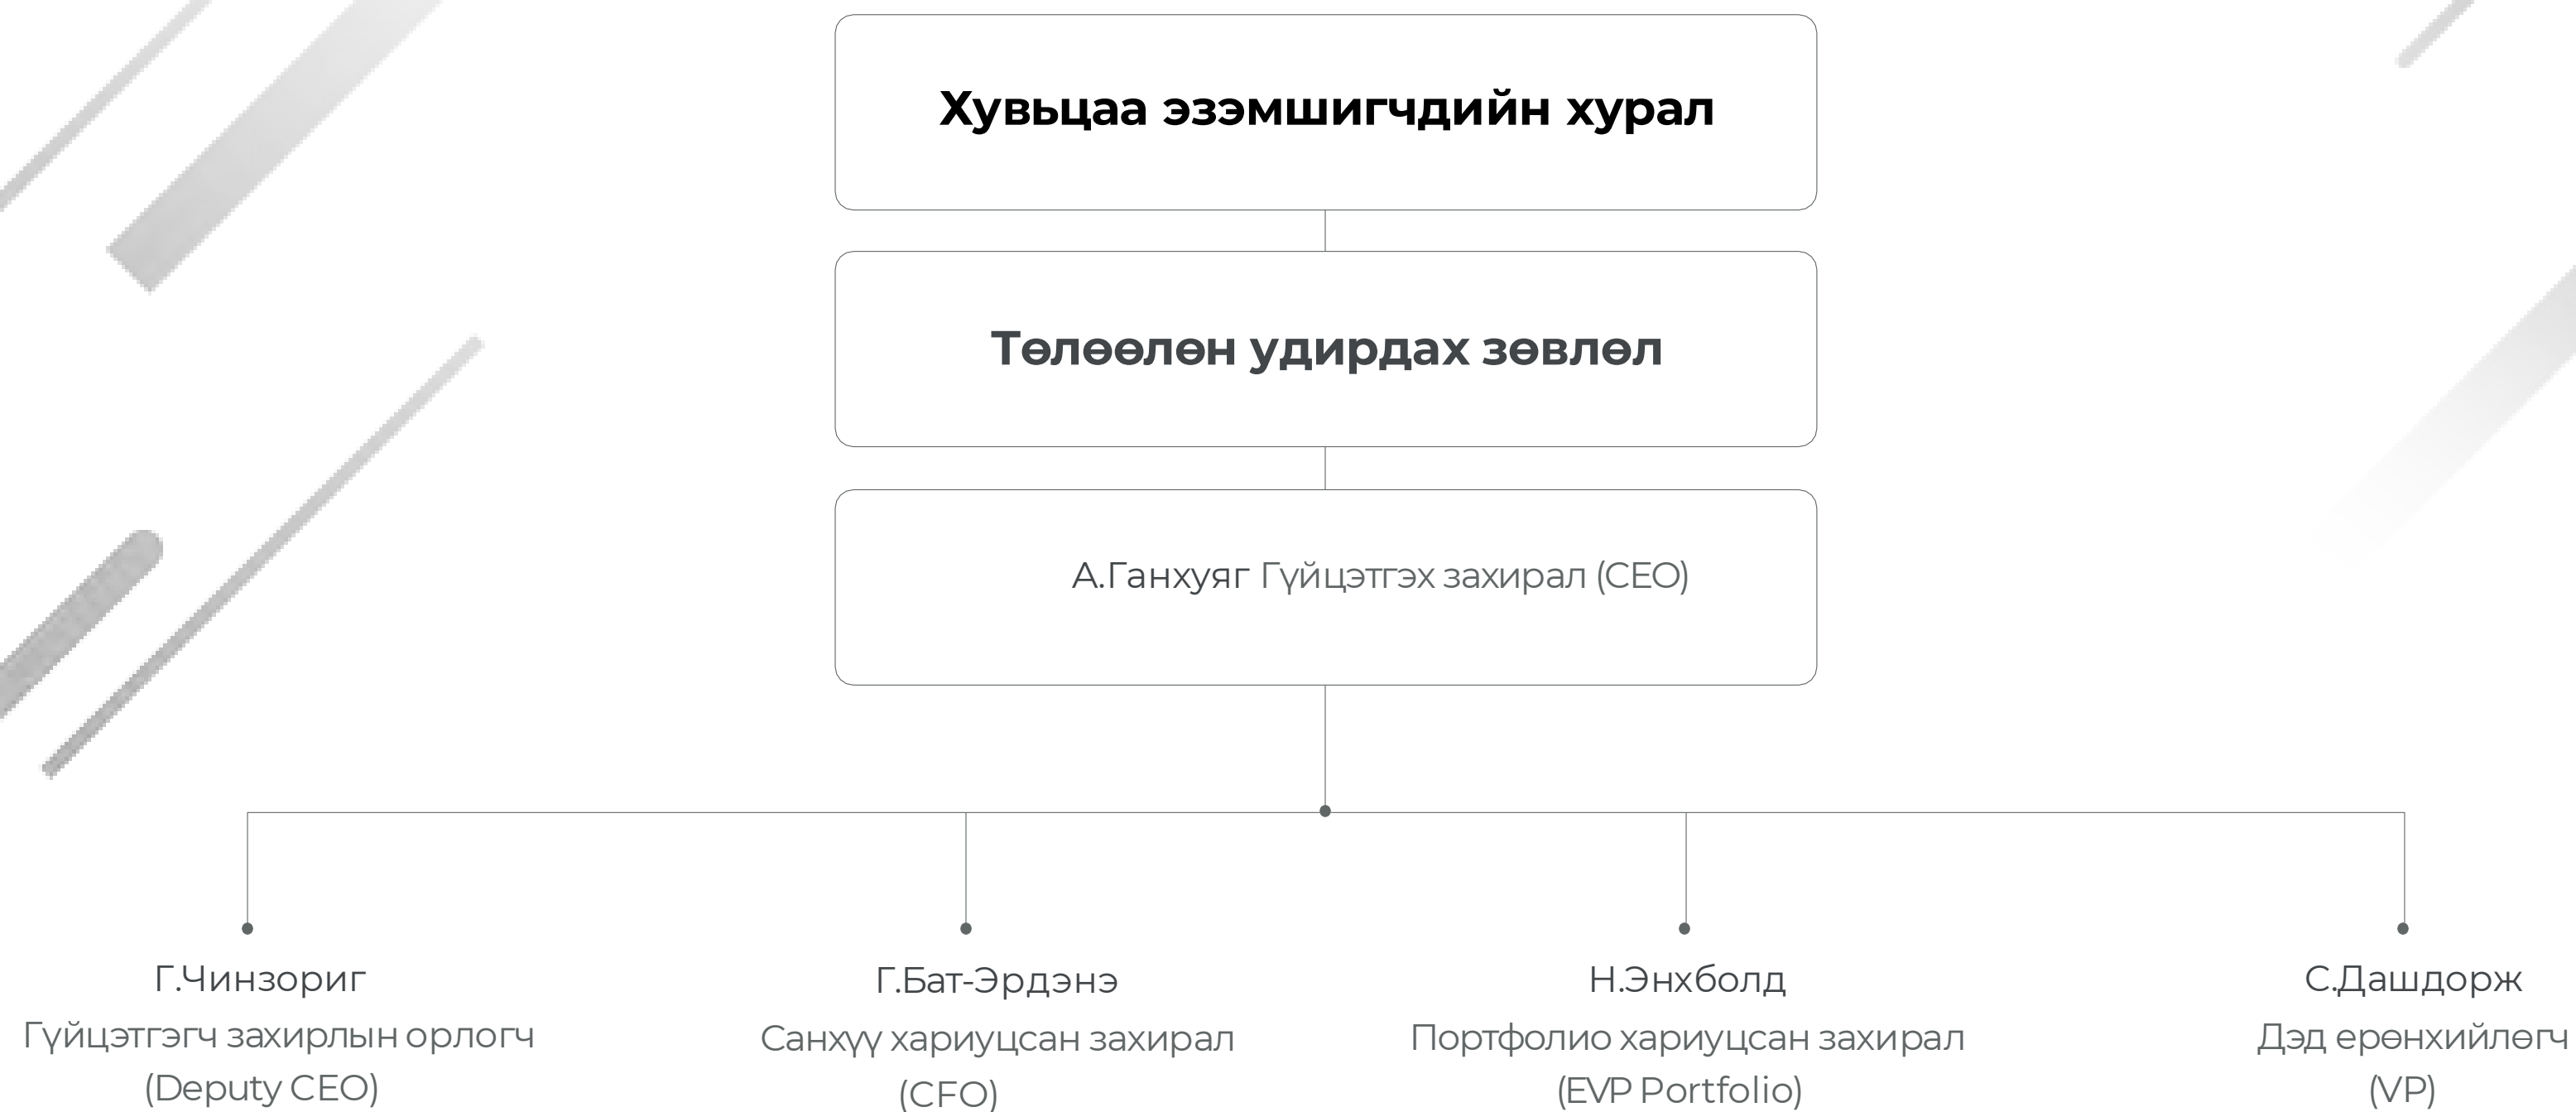 Хувьцаа эзэмшигчдийн хурал
Төлөөлөн удирдах зөвлөл
А.Ганхуяг Гүйцэтгэх захирал (CEO)
Г.Чинзориг
Гүйцэтгэгч захирлын орлогч
(Deputy CEO)
Г.Бат-Эрдэнэ
Санхүү хариуцсан захирал
(CFO)
Н.Энхболд
Портфолио хариуцсан захирал
(EVP Portfolio)
С.Дашдорж
Дэд ерөнхийлөгч
(VP)